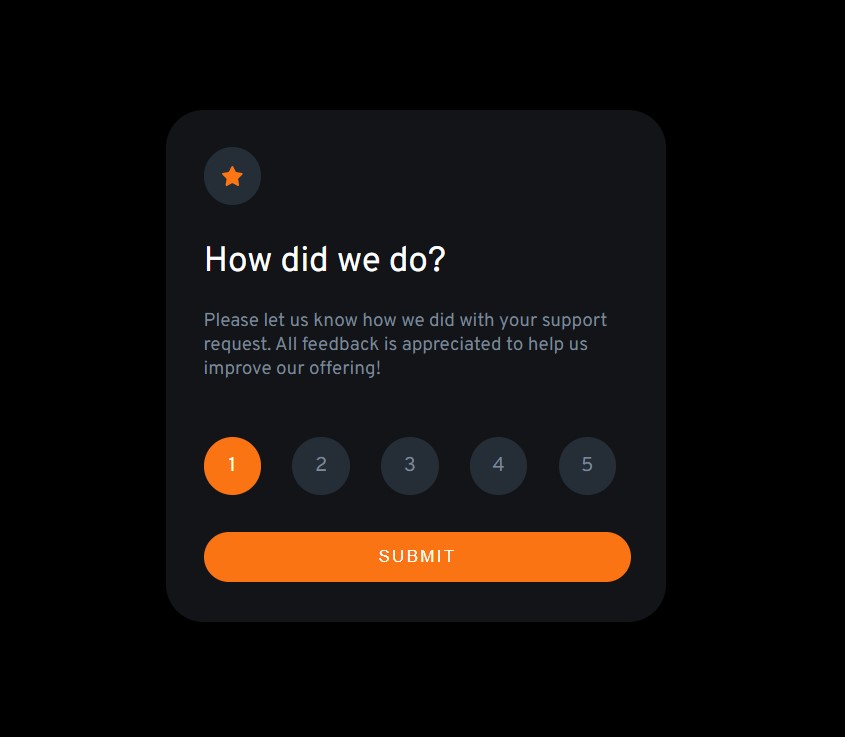 How did we do?
Please let us know how we did with your support
request. All feedback is appreciated to help us
improve our offering!
1 2 3 4 5
SUBMIT